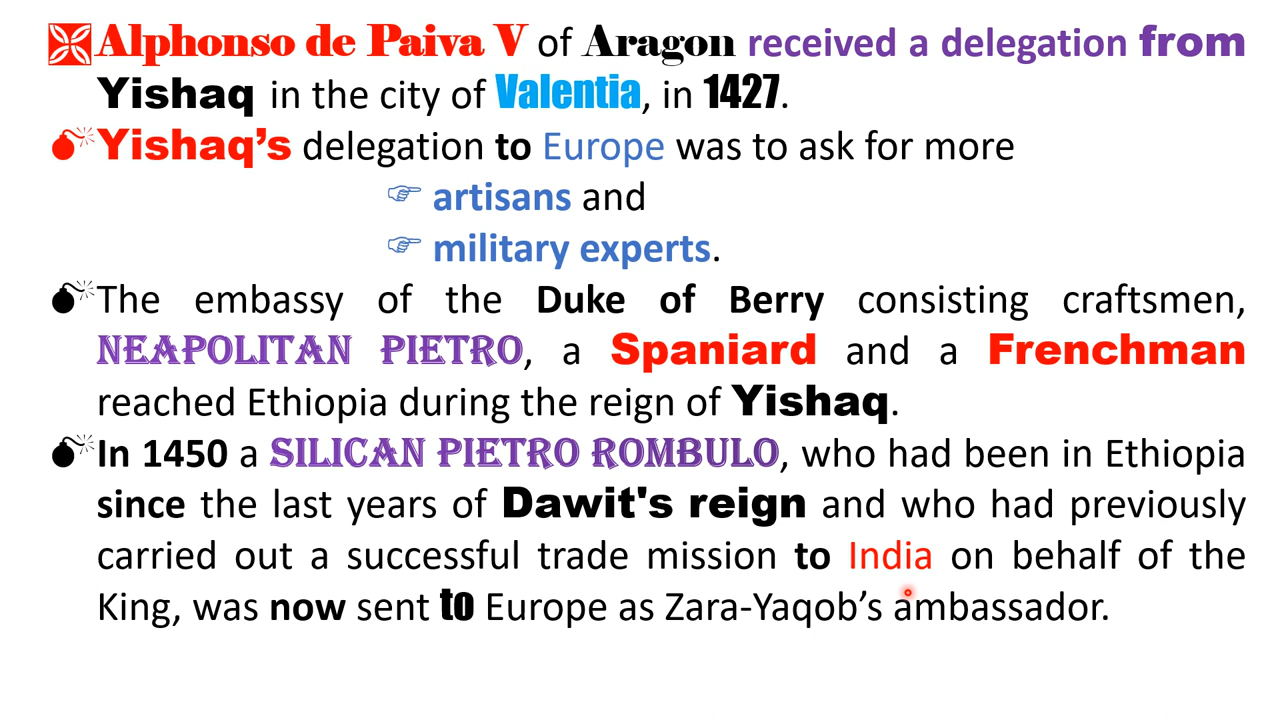 Alphonso de Paiva V of Aragon received a delegation from
Yishaq in the city of Valentia, in 1427.
Yishaq’s delegation to Europe was to ask for more
artisans and
military experts.
The embassy of the Duke of Berry consisting craftsmen,
NEAPOLITAN PIETRO, a Spaniard and a Frenchman
reached Ethiopia during the reign of Yishaq.
In 1450 a SILICAN PIETRO ROMBULO, who had been in Ethiopia
since the last years of Dawit's reign and who had previously
carried out a successful trade mission to India on behalf of the
King, was now sent to Europe as Zara-Yaqob’s ambassador.